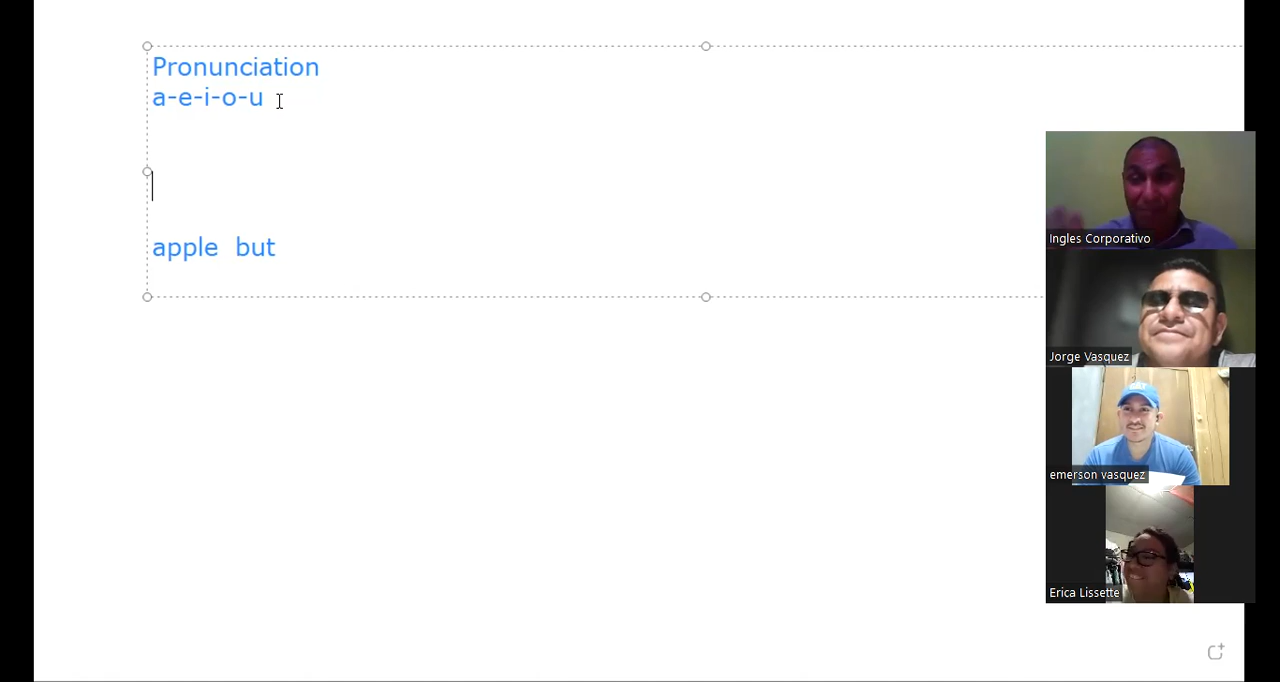 Pronunciation
a-e-i-o-u
apple but
Ingles Corporativo
Jorge Vasquez
emerson vasquez
Erica Lissette